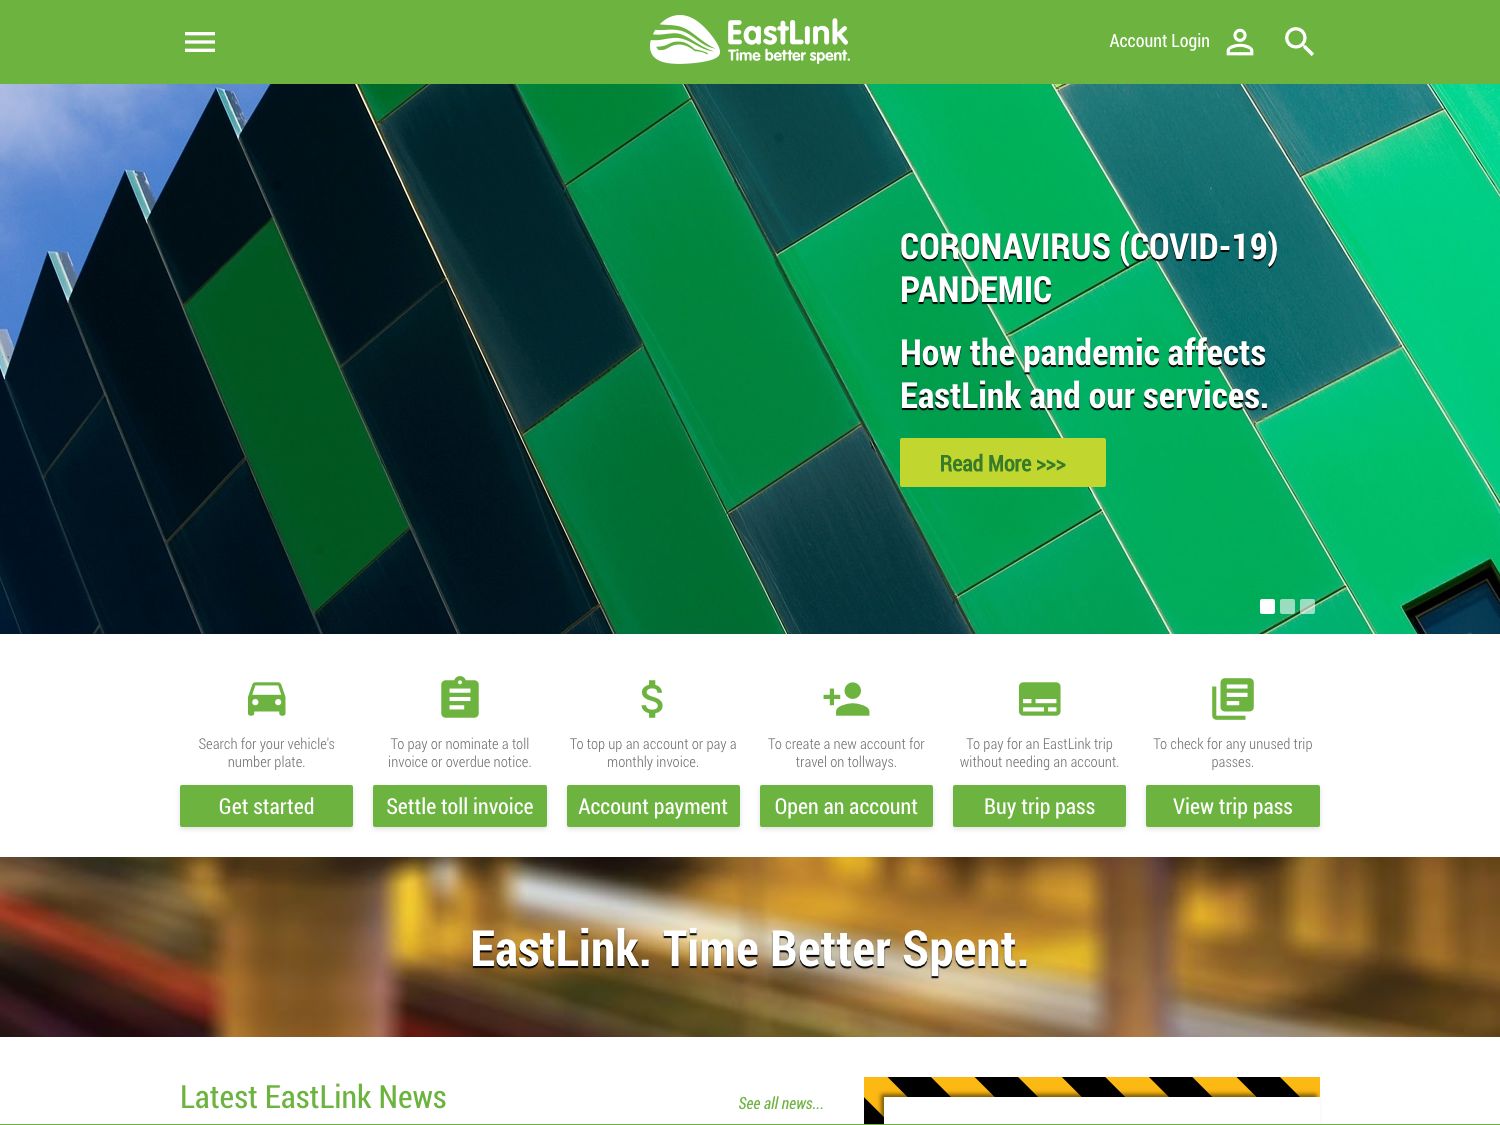 EastLink
Time better spent.
Account Login
CORONAVIRUS (COVID-19)
PANDEMIC
How the pandemic affects
EastLink and our services.
Read More >>>
Search for your vehicle's
number plate.
Get started
To pay or nominate a toll
invoice or overdue notice.
Settle toll invoice
$
To top up an account or pay a
monthly invoice.
Account payment
To create a new account for
travel on tollways.
Open an account
To pay for an EastLink trip
without needing an account.
Buy trip pass
To check for any unused trip
passes.
View trip pass
EastLink. Time Better Spent.
Latest EastLink News
See all news...